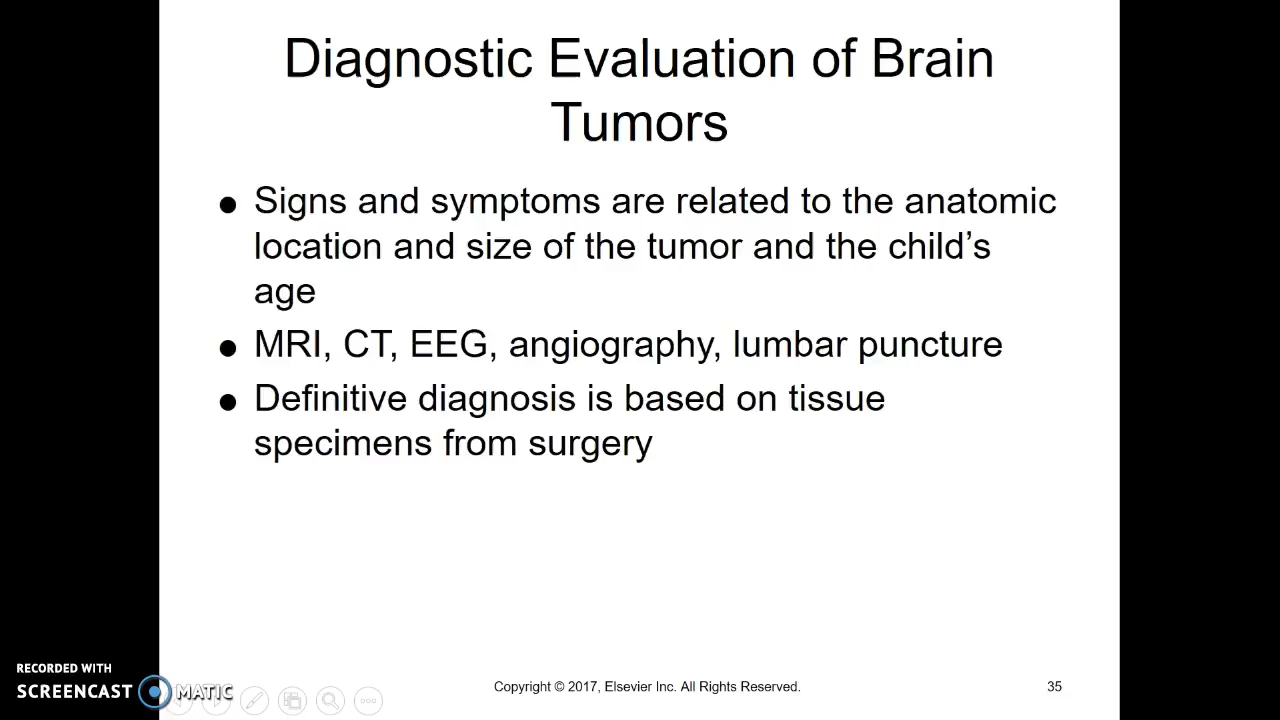 Diagnostic Evaluation of Brain
Tumors
● Signs and symptoms are related to the anatomic
location and size of the tumor and the child’s
age
● MRI, CT, EEG, angiography, lumbar puncture
● Definitive diagnosis is based on tissue
specimens from surgery
RECORDED WITH
SCREENCAST MATIC
Copyright © 2017, Elsevier Inc. All Rights Reserved.
35